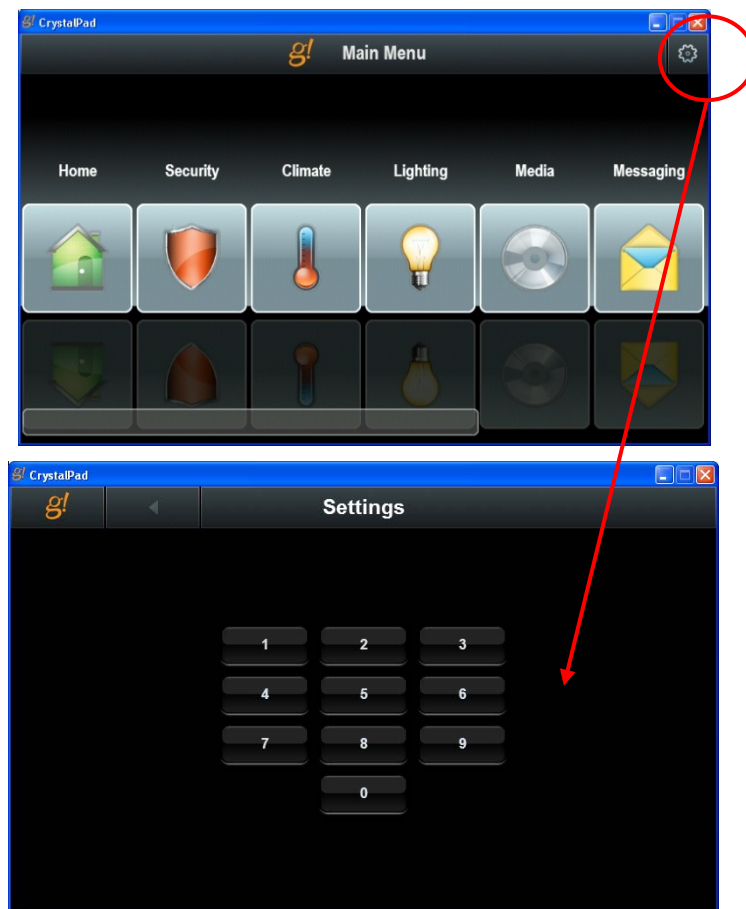 g! CrystalPad
g! Main Menu
Home Security Climate Lighting Media Messaging
g! CrystalPad
g! Settings
1 2 3
4 5 6
7 8 9
0